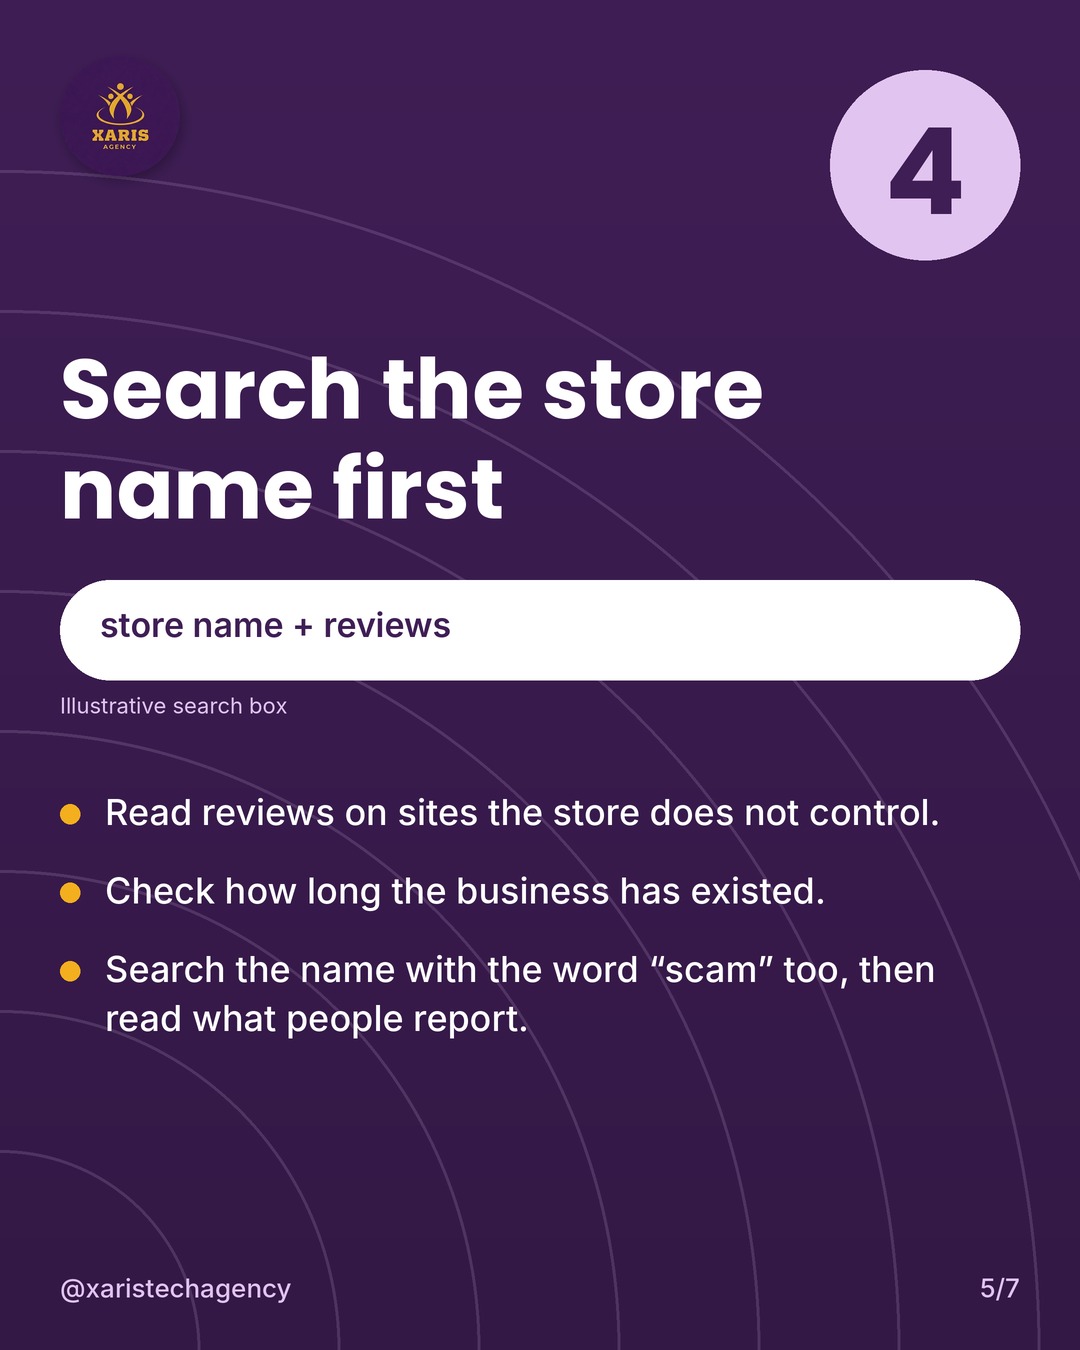 XARIS
AGENCY
4
Search the store
name first
store name + reviews
Illustrative search box
Read reviews on sites the store does not control.
Check how long the business has existed.
Search the name with the word “scam” too, then
read what people report.
@xaristechagency
5/7